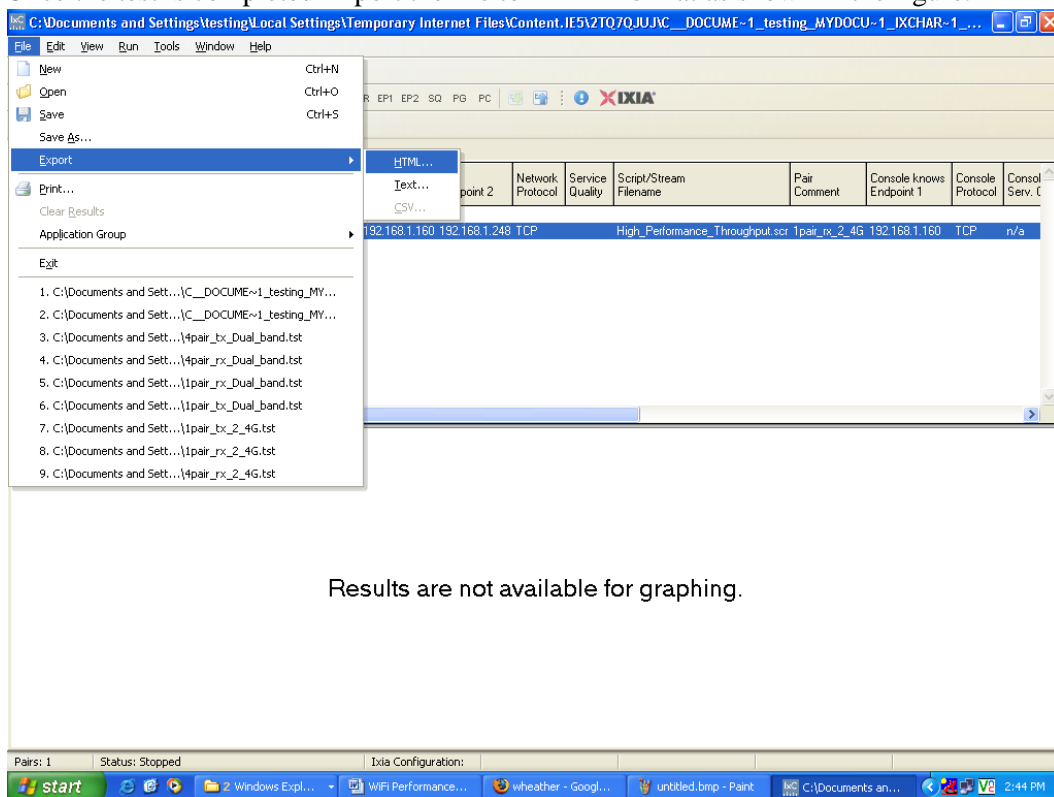 C:\Documents and Settings\testing\Local Settings\Temporary Internet Files\Content.IE5\2TQ7QJUJ\C__DOCUME~1_testing_MYDOCU~1_IXCHAR~1_...
File Edit View Run Tools Window Help
New Ctrl+N
Open Ctrl+O
Save Ctrl+S
Save As...
Export
Print...
Clear Results
Application Group
Exit
1. C:\Documents and Sett...\C__DOCUME~1_testing_MY...
2. C:\Documents and Sett...\C__DOCUME~1_testing_MY...
3. C:\Documents and Sett...\4pair_tx_Dual_band.tst
4. C:\Documents and Sett...\4pair_rx_Dual_band.tst
5. C:\Documents and Sett...\1pair_rx_Dual_band.tst
6. C:\Documents and Sett...\1pair_tx_Dual_band.tst
7. C:\Documents and Sett...\1pair_tx_2_4G.tst
8. C:\Documents and Sett...\1pair_rx_2_4G.tst
9. C:\Documents and Sett...\4pair_rx_2_4G.tst
HTML...
Text...
CSV...
R EP1 EP2 SQ PG PC IXIA
point 2
Network Protocol
Service Quality
Script/Stream Filename
Pair Comment
Console knows Endpoint 1
Console Protocol
Consol Serv.
192.168.1.160 192.168.1.248 TCP High_Performance_Throughput.scr 1pair_rx_2_4G 192.168.1.160 TCP n/a
Results are not available for graphing.
Pairs: 1 Status: Stopped Ixia Configuration:
start 2 Windows Expl... WiFi Performance... wheather - Googl... untitled.bmp - Paint C:\Documents an... 2:44 PM